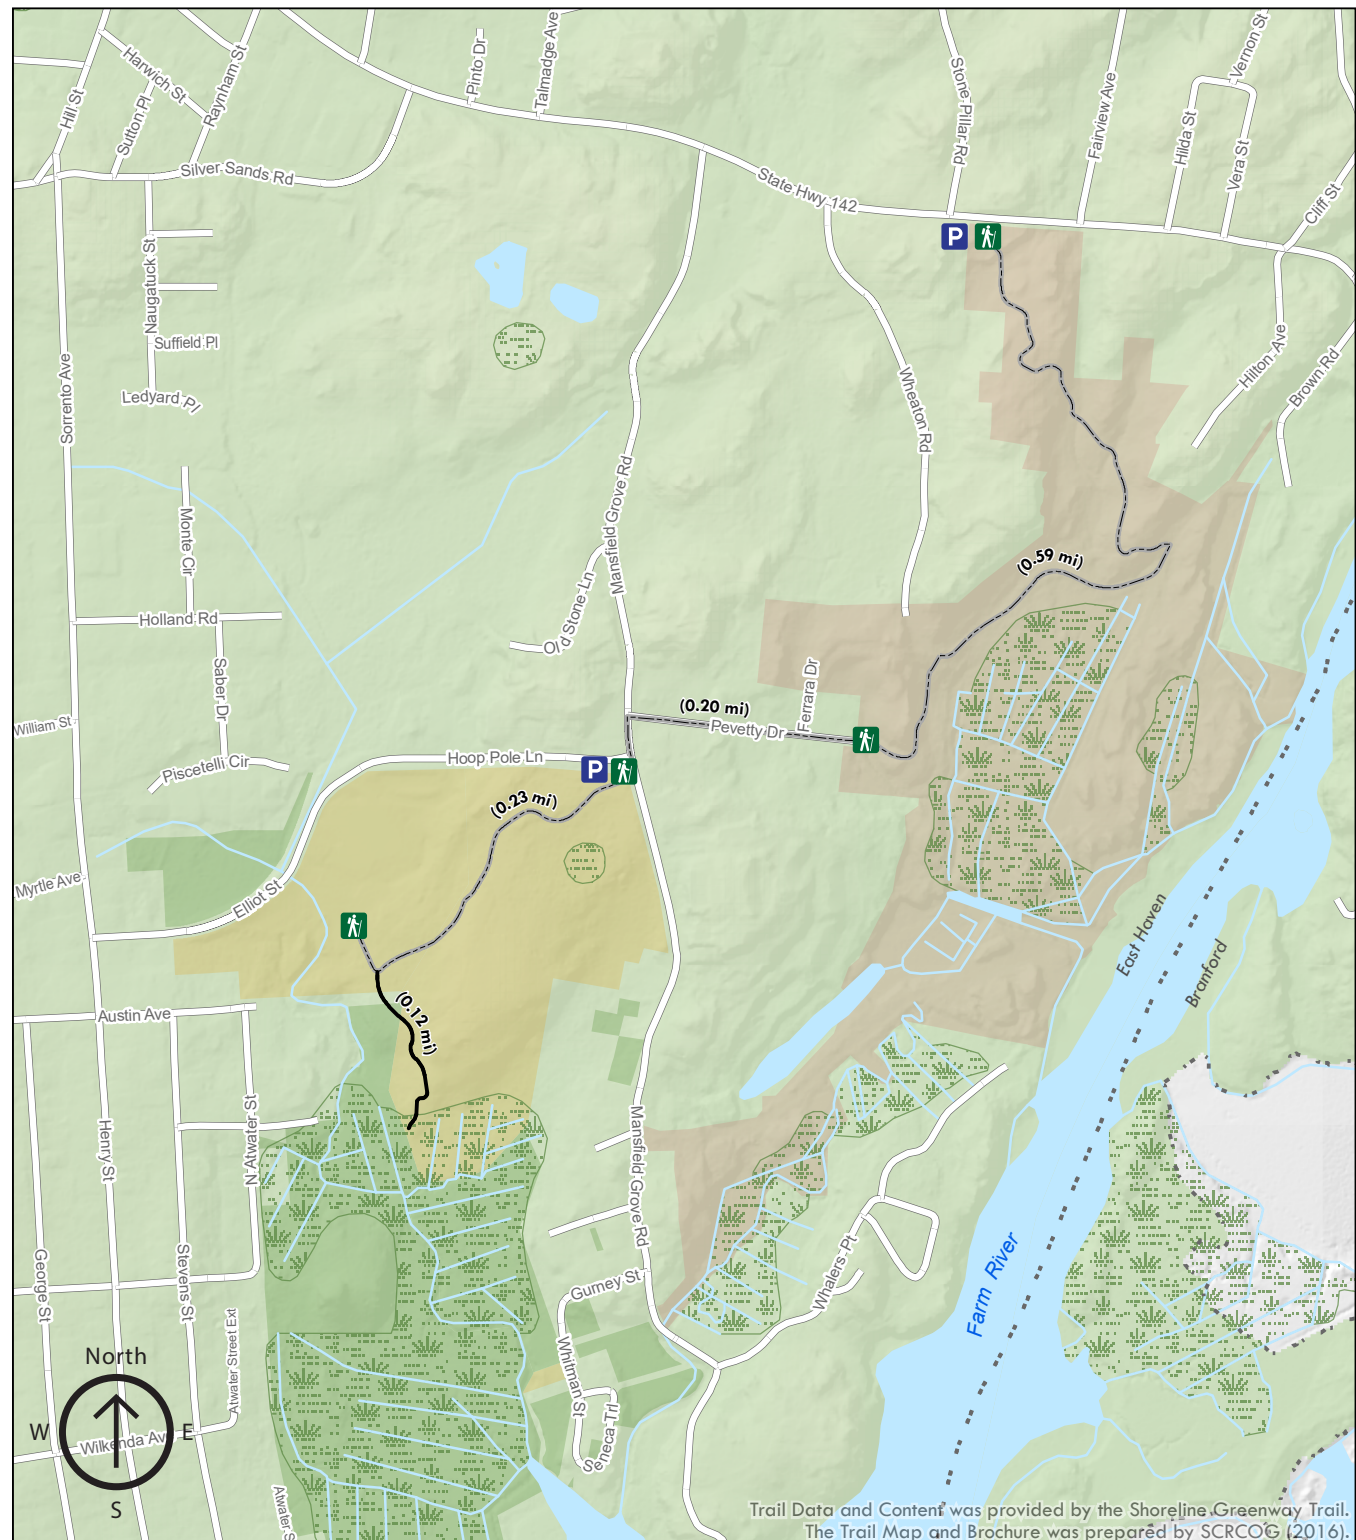 Pinto Dr
Talmadge Ave
Harwich St
Raynham St
Hill St
Sutton Pl
Silver Sands Rd
Stone Pillar Rd
Fairview Ave
Vernon St
Hilda St
Vera St
Cliff St
State Hwy 142
P
Naugatuck St
Suffield Pl
Ledyard Pl
Sorrento Ave
Wheaton Rd
Hilton Ave
Brown Rd
Mansfield Grove Rd
Monte Cir
Old Stone Ln
(0.59 mi)
Holland Rd
Saber Dr
Ferrara Dr
(0.20 mi)
Pevetty Dr
William St
Hoop Pole Ln
P
Piscetelli Cir
(0.23 mi)
Myrtle Ave
Elliot St
East Haven
Branford
Austin Ave
(0.12 mi)
Henry St
N Atwater St
Mansfield Grove Rd
George St
Stevens St
Whalers Pt
Farm River
Gurney St
Atwater Street Ext
Whitman St
Seneca Trl
North
W
E
S
Wilkenda Av
Atwater S
Trail Data and Content was provided by the Shoreline Greenway Trail.
The Trail Map and Brochure was prepared by SCRCOG (2016).